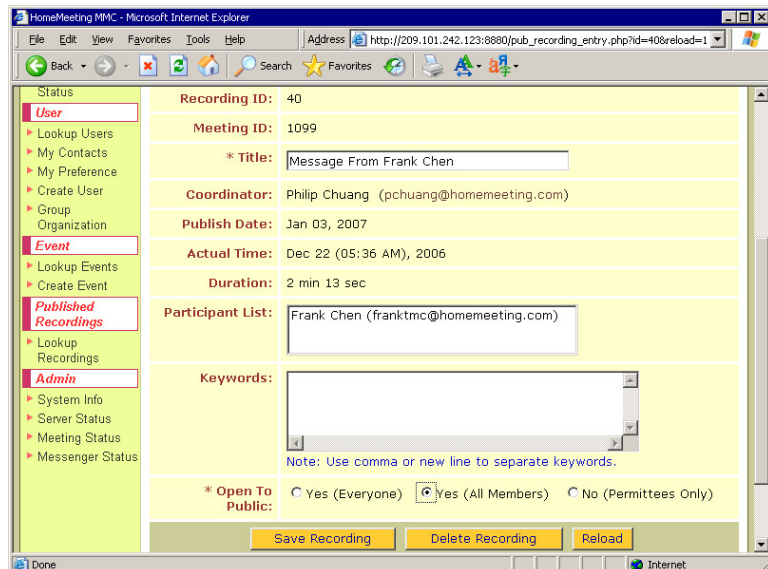 HomeMeeting MMC - Microsoft Internet Explorer
File Edit View Favorites Tools Help
Address http://209.101.242.123:8880/pub_recording_entry.php?id=40&reload=1
Back Search Favorites
Status
User
Lookup Users
My Contacts
My Preference
Create User
Group
Organization
Event
Lookup Events
Create Event
Published
Recordings
Lookup
Recordings
Admin
System Info
Server Status
Meeting Status
Messenger Status
Recording ID: 40
Meeting ID: 1099
* Title: Message From Frank Chen
Coordinator: Philip Chuang (pchuang@homemeeting.com)
Publish Date: Jan 03, 2007
Actual Time: Dec 22 (05:36 AM), 2006
Duration: 2 min 13 sec
Participant List: Frank Chen (franktmc@homemeeting.com)
Keywords:
Note: Use comma or new line to separate keywords.
* Open To
Public:
Yes (Everyone) Yes (All Members) No (Permittees Only)
Save Recording Delete Recording Reload
Done Internet